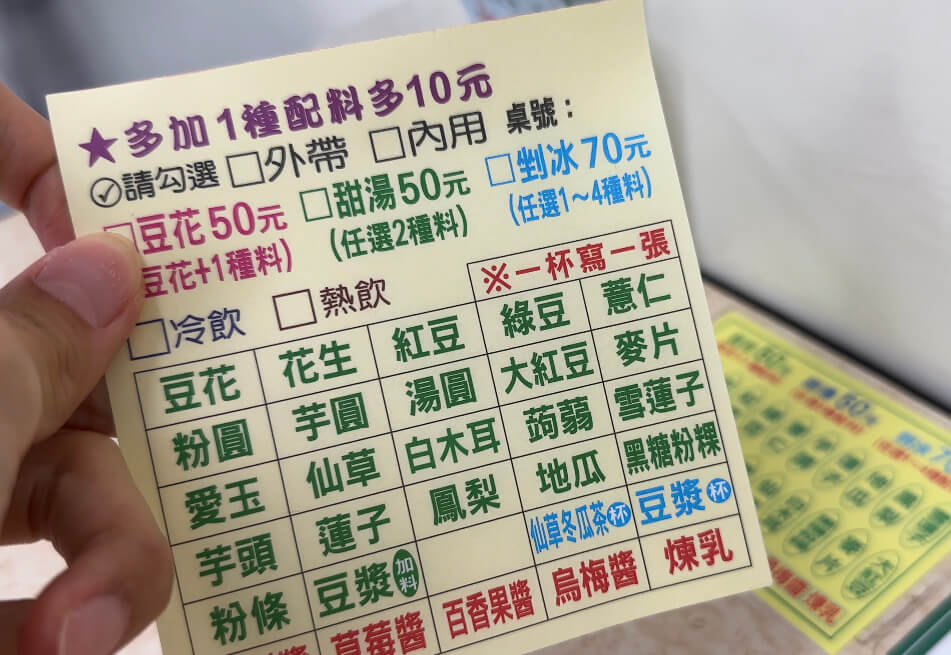 ★多加1種配料多10元
請勾選 □外帶 □內用 桌號：
□豆花50元 □甜湯50元 □剉冰70元
豆花+1種料) (任選2種料) (任選1～4種料)
□冷飲 □熱飲 ※一杯寫一張
豆花 花生 紅豆 綠豆 薏仁
粉圓 芋圓 湯圓 大紅豆 麥片
愛玉 仙草 白木耳 蒟蒻 雪蓮子
芋頭 蓮子 鳳梨 地瓜 黑糖粉粿
粉條 豆漿加料 仙草冬瓜茶杯 豆漿杯
醬 草莓醬 百香果醬 烏梅醬 煉乳